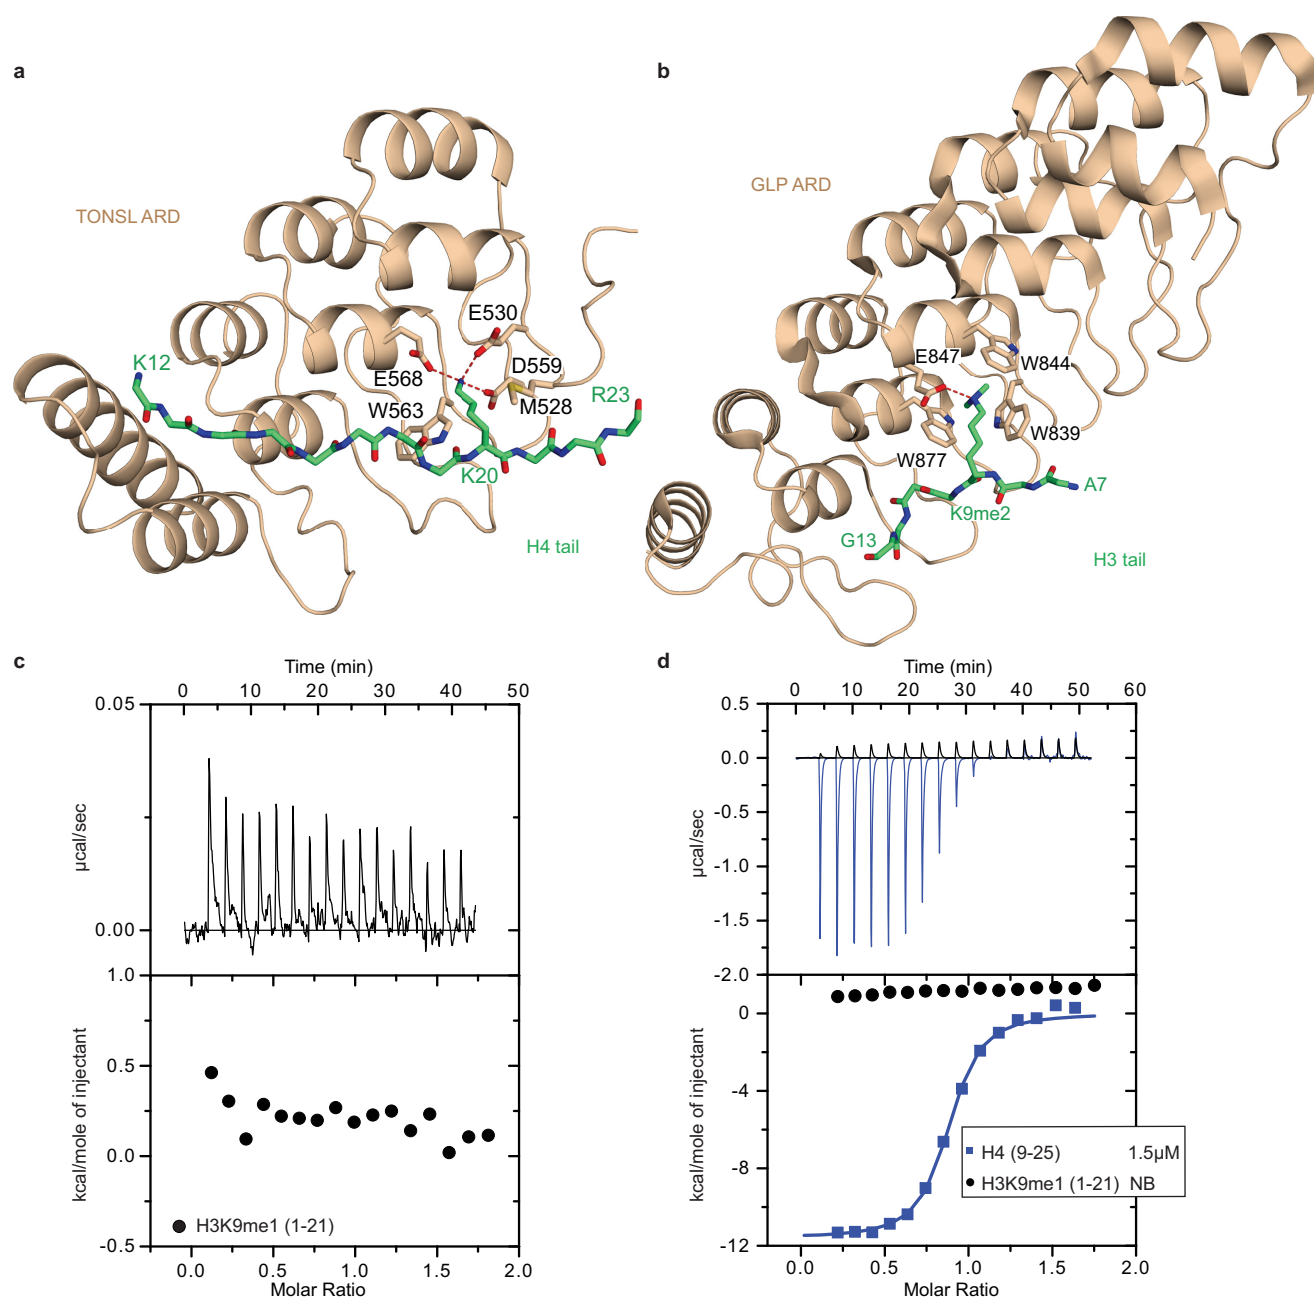 a
TONSL ARD
K12
E530
E568
D559
W563
M528
R23
K20
H4 tail
b
GLP ARD
E847
W844
W839
W877
A7
K9me2
G13
H3 tail
c
Time (min)
0 10 20 30 40 50
0.05
µcal/sec
0.00
1.0
0.5
kcal/mole of injectant
0.0
H3K9me1 (1-21)
-0.5
0.0 0.5 1.0 1.5 2.0
Molar Ratio
d
Time (min)
0 10 20 30 40 50 60
0.5
0.0
-0.5
µcal/sec
-1.0
-1.5
-2.0
0
-4
kcal/mole of injectant
H4 (9-25) 1.5µM
H3K9me1 (1-21) NB
-8
-12
0.0 0.5 1.0 1.5 2.0
Molar Ratio